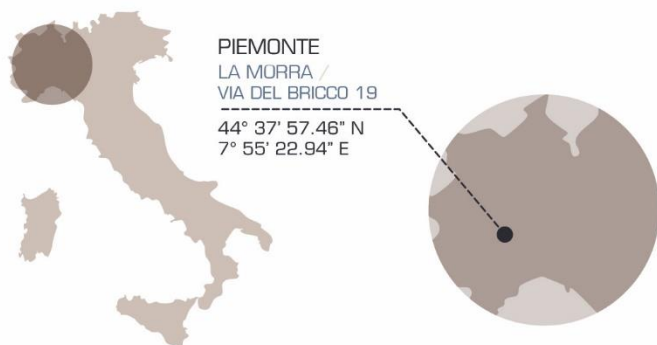 PIEMONTE
LA MORRA /
VIA DEL BRICCO 19
44° 37' 57.46” N
7° 55' 22.94” E